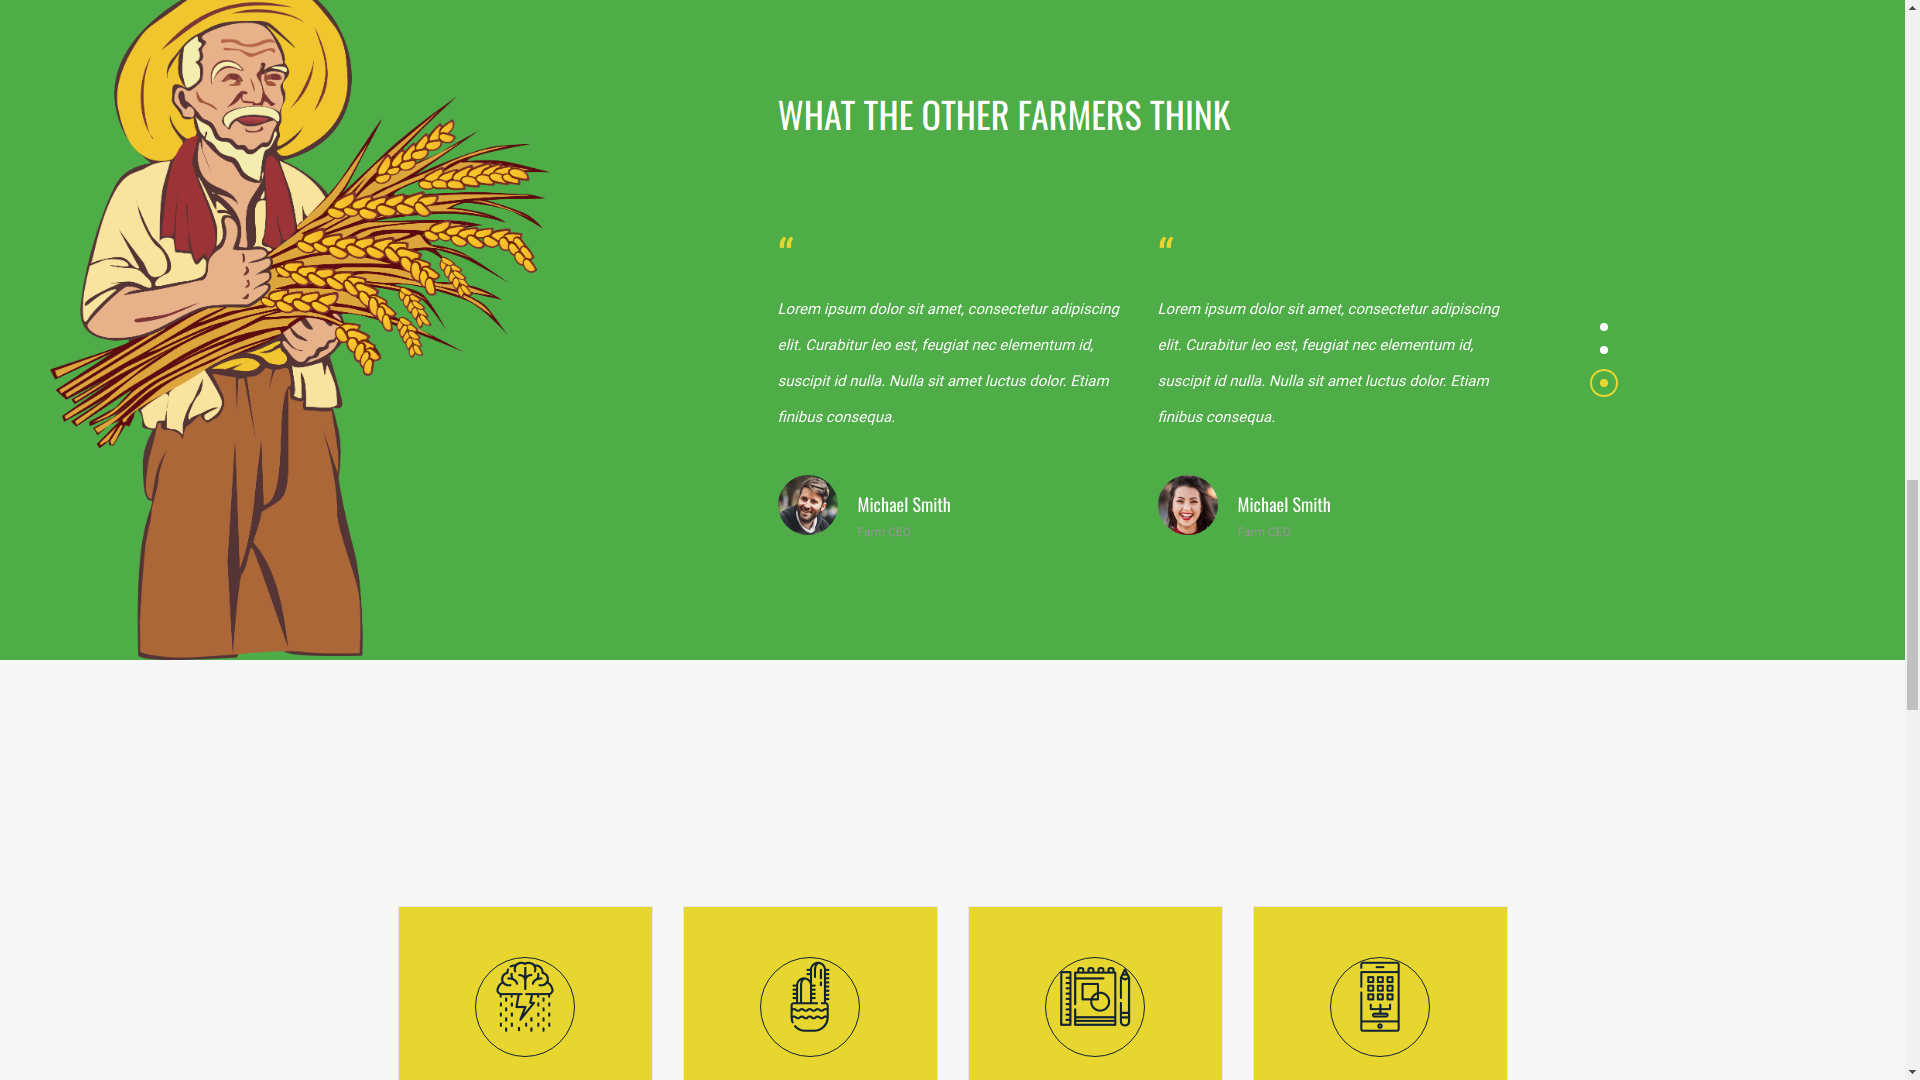 WHAT THE OTHER FARMERS THINK
“
Lorem ipsum dolor sit amet, consectetur adipiscing
elit. Curabitur leo est, feugiat nec elementum id,
suscipit id nulla. Nulla sit amet luctus dolor. Etiam
finibus consequa.
Michael Smith
Farm CEO
“
Lorem ipsum dolor sit amet, consectetur adipiscing
elit. Curabitur leo est, feugiat nec elementum id,
suscipit id nulla. Nulla sit amet luctus dolor. Etiam
finibus consequa.
Michael Smith
Farm CEO